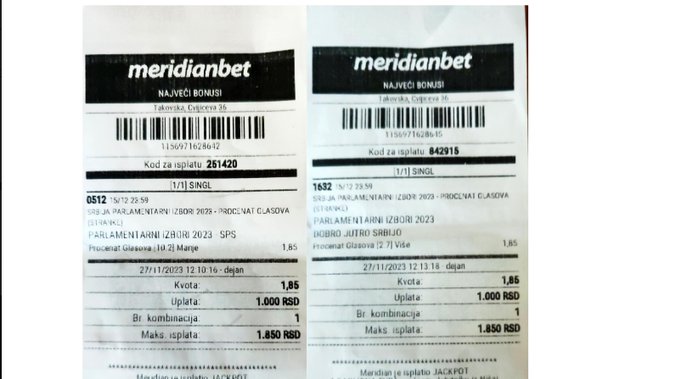 meridianbet
NAJVEĆI BONUSI
Takovska, Cvijiceva 36
1156971628642
Kod za isplatu: 251420
[1/1] SINGL
0512 15/12 23:59
SRBIJA PARLAMENTARNI IZBORI 2023 - PROCENAT GLASOVA
(STRANKE)
PARLAMENTARNI IZBORI 2023 SPS
Procenat Glasova [10.2] Manje 1,85
27/11/2023 12:10:16 - dejan
Kvota: 1,85
Uplata: 1.000 RSD
Br. kombinacija 1
Maks. isplata: 1.850 RSD
Meridian je isplatio JACKPOT
meridianbet
NAJVEĆI BONUSI
Takovska, Cvijiceva 36
1156971628645
Kod za isplatu: 842915
[1/1] SINGL
1632 15/12 23:59
SRBIJA PARLAMENTARNI IZBORI 2023 - PROCENAT GLASOVA
(STRANKE)
PARLAMENTARNI IZBORI 2023
DOBRO JUTRO SRBIJO
Procenat Glasova [2.7] Više 1,85
27/11/2023 12:13:18 - dejan
Kvota: 1,85
Uplata: 1.000 RSD
Br. kombinacija 1
Maks. isplata: 1.850 RSD
Meridian je isplatio JACKPOT